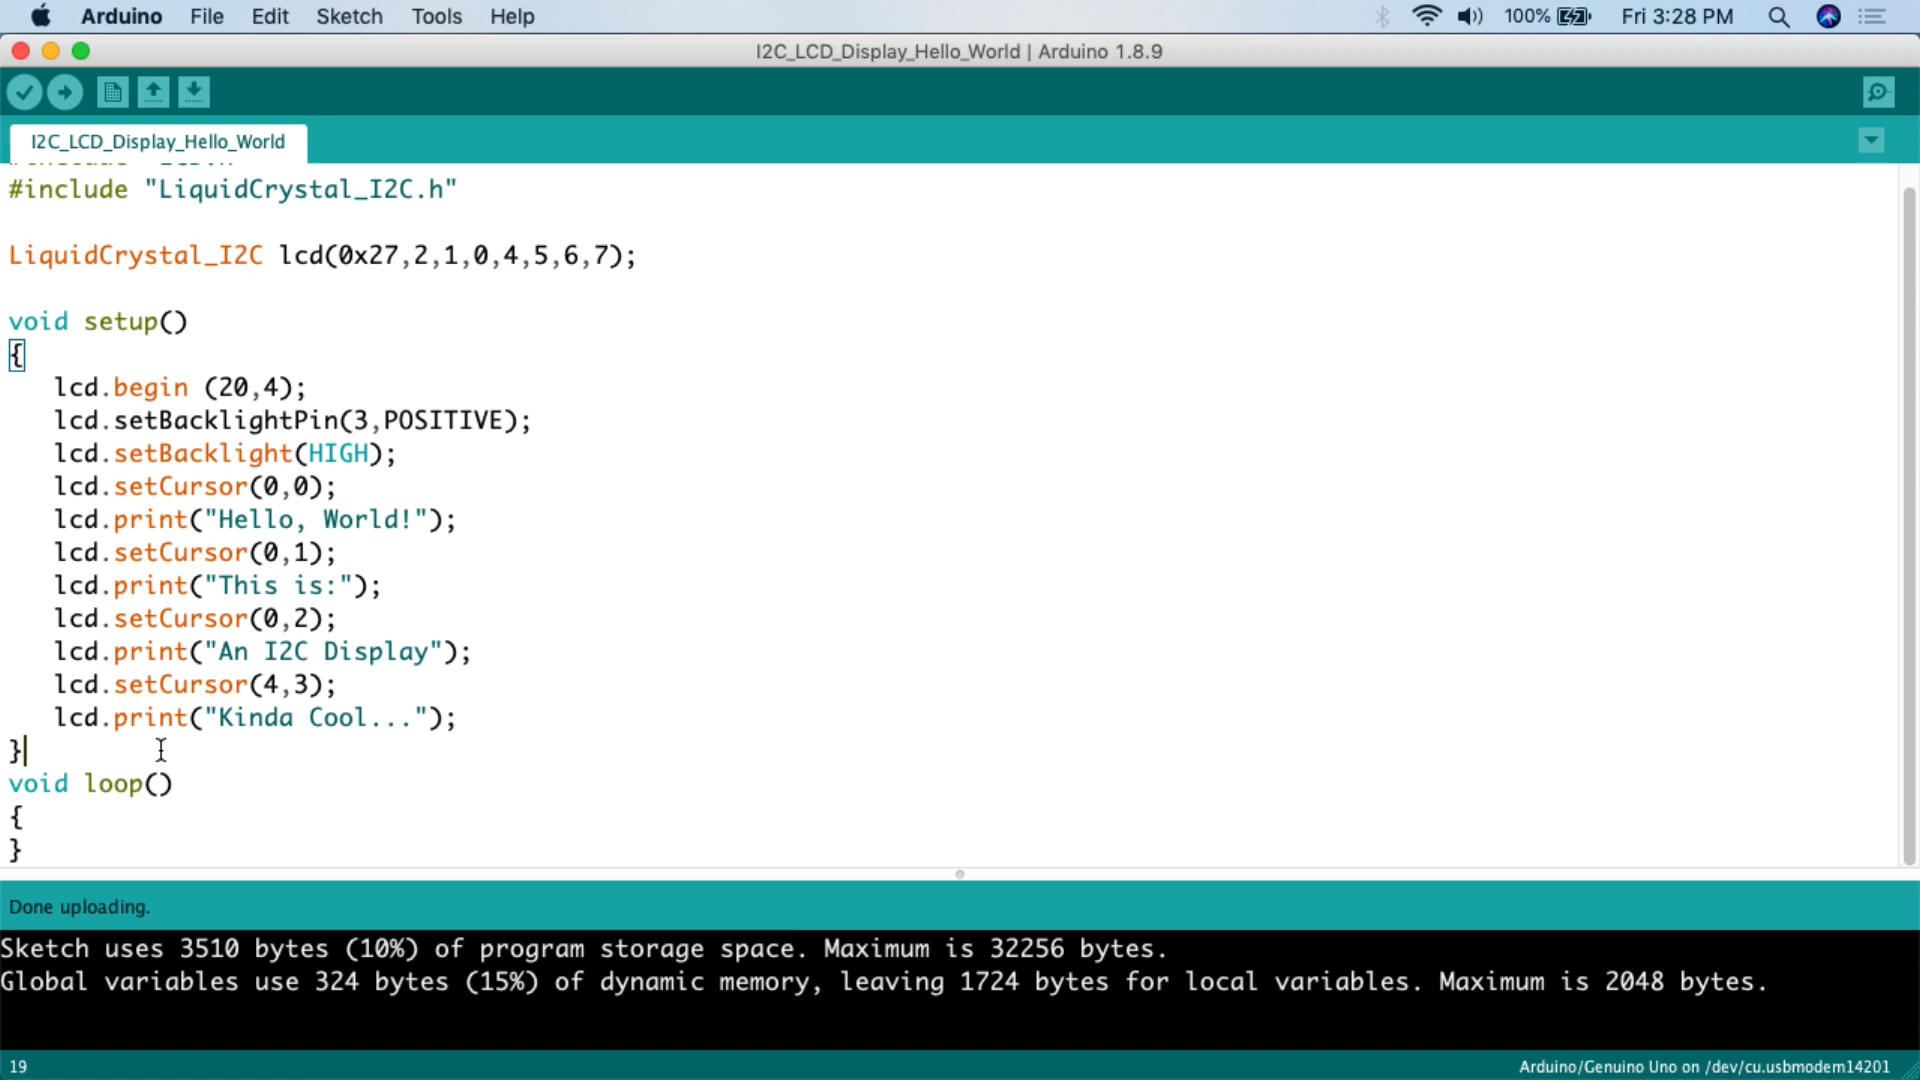 Arduino File Edit Sketch Tools Help 100% Fri 3:28 PM
I2C_LCD_Display_Hello_World | Arduino 1.8.9
I2C_LCD_Display_Hello_World
#include "LiquidCrystal_I2C.h"
LiquidCrystal_I2C lcd(0x27,2,1,0,4,5,6,7);
void setup()
{
lcd.begin (20,4);
lcd.setBacklightPin(3,POSITIVE);
lcd.setBacklight(HIGH);
lcd.setCursor(0,0);
lcd.print("Hello, World!");
lcd.setCursor(0,1);
lcd.print("This is:");
lcd.setCursor(0,2);
lcd.print("An I2C Display");
lcd.setCursor(4,3);
lcd.print("Kinda Cool...");
}
void loop()
{
}
Done uploading.
Sketch uses 3510 bytes (10%) of program storage space. Maximum is 32256 bytes.
Global variables use 324 bytes (15%) of dynamic memory, leaving 1724 bytes for local variables. Maximum is 2048 bytes.
19 Arduino/Genuino Uno on /dev/cu.usbmodem14201